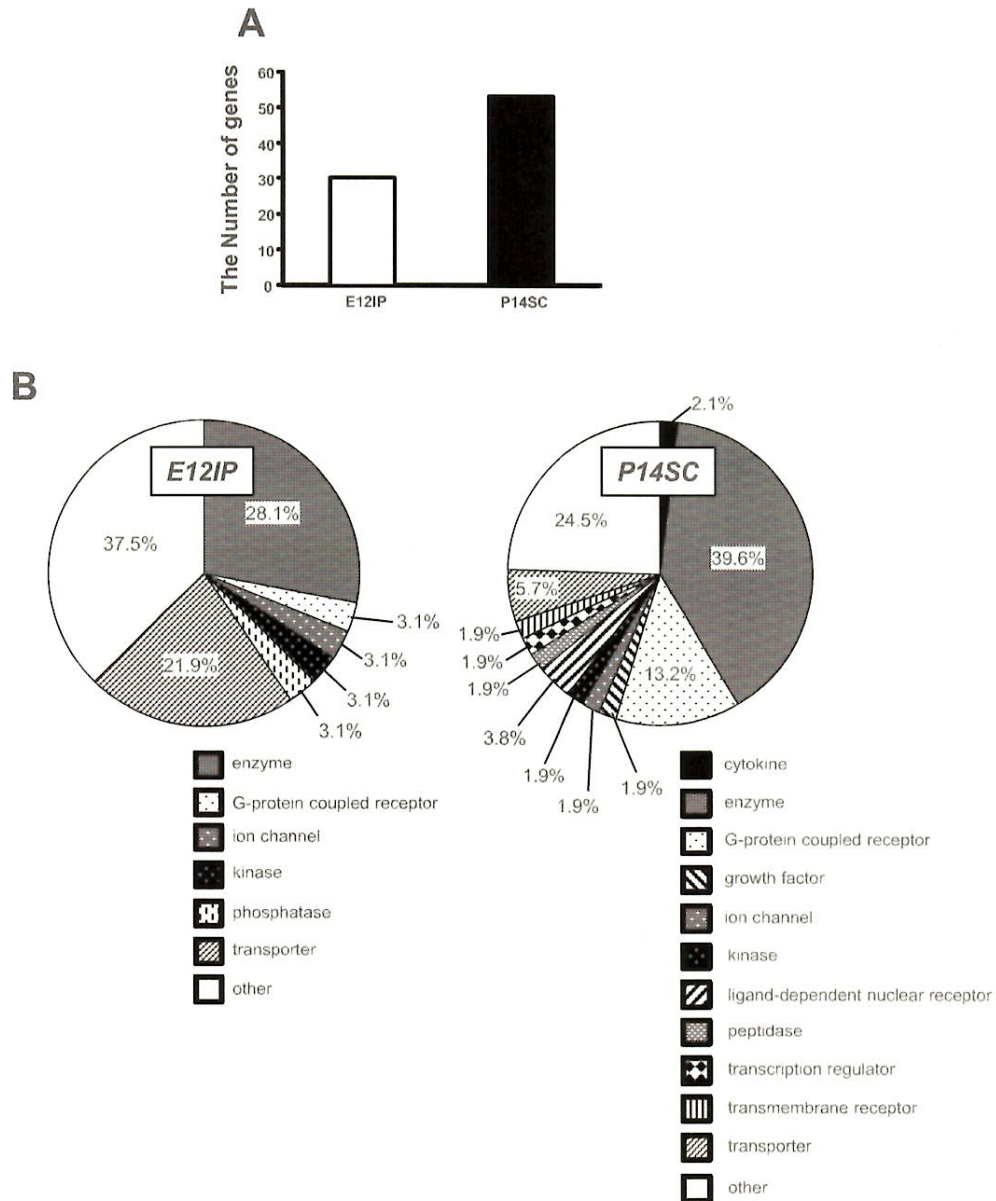 A
The Number of genes
60
50
40
30
20
10
0
E12IP
P14SC
B
E12IP
28.1%
3.1%
3.1%
3.1%
3.1%
21.9%
37.5%
enzyme
G-protein coupled receptor
ion channel
kinase
phosphatase
transporter
other
P14SC
2.1%
39.6%
13.2%
1.9%
1.9%
1.9%
3.8%
1.9%
1.9%
1.9%
5.7%
24.5%
cytokine
enzyme
G-protein coupled receptor
growth factor
ion channel
kinase
ligand-dependent nuclear receptor
peptidase
transcription regulator
transmembrane receptor
transporter
other